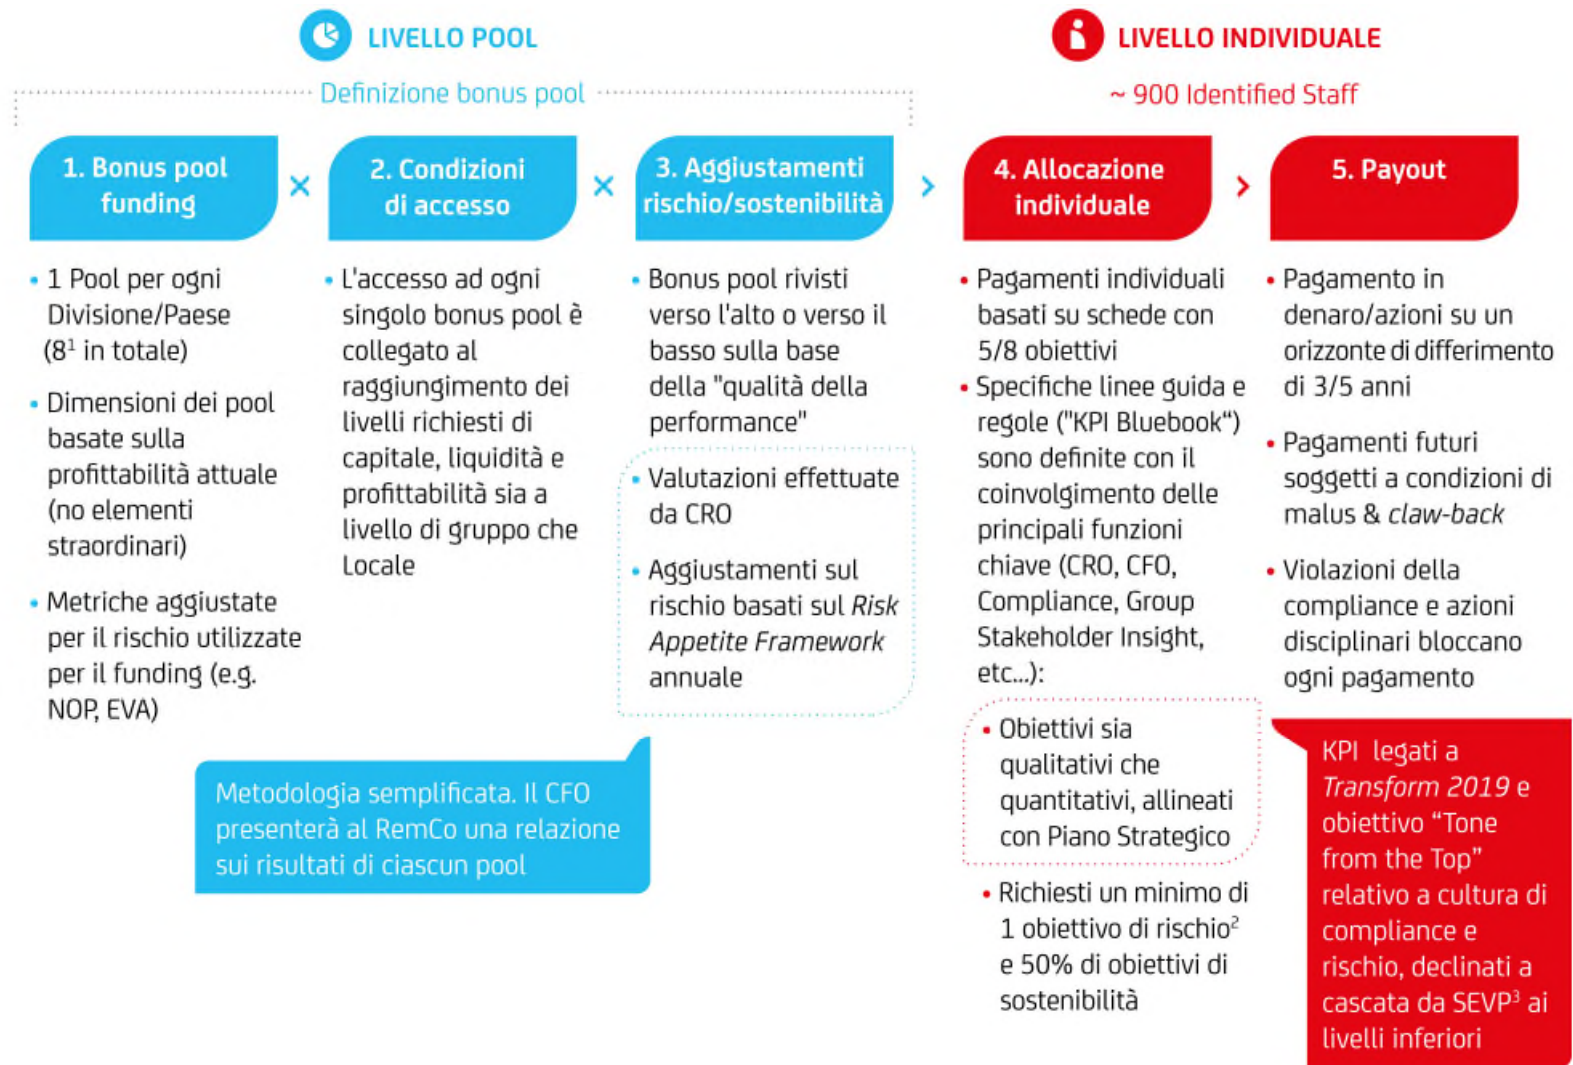 LIVELLO POOL
Definizione bonus pool
1. Bonus pool
funding
×
2. Condizioni
di accesso
×
3. Aggiustamenti
rischio/sostenibilità
>
• 1 Pool per ogni
Divisione/Paese
(8¹ in totale)
• Dimensioni dei pool
basate sulla
profittabilità attuale
(no elementi
straordinari)
• Metriche aggiustate
per il rischio utilizzate
per il funding (e.g.
NOP, EVA)
• L'accesso ad ogni
singolo bonus pool è
collegato al
raggiungimento dei
livelli richiesti di
capitale, liquidità e
profittabilità sia a
livello di gruppo che
Locale
• Bonus pool rivisti
verso l'alto o verso il
basso sulla base
della "qualità della
performance"
• Valutazioni effettuate
da CRO
• Aggiustamenti sul
rischio basati sul Risk
Appetite Framework
annuale
Metodologia semplificata. Il CFO
presenterà al RemCo una relazione
sui risultati di ciascun pool
LIVELLO INDIVIDUALE
~ 900 Identified Staff
4. Allocazione
individuale
>
5. Payout
• Pagamenti individuali
basati su schede con
5/8 obiettivi
• Specifiche linee guida e
regole ("KPI Bluebook“)
sono definite con il
coinvolgimento delle
principali funzioni
chiave (CRO, CFO,
Compliance, Group
Stakeholder Insight,
etc...):
• Obiettivi sia
qualitativi che
quantitativi, allineati
con Piano Strategico
• Richiesti un minimo di
1 obiettivo di rischio²
e 50% di obiettivi di
sostenibilità
• Pagamento in
denaro/azioni su un
orizzonte di differimento
di 3/5 anni
• Pagamenti futuri
soggetti a condizioni di
malus & claw-back
• Violazioni della
compliance e azioni
disciplinari bloccano
ogni pagamento
KPI legati a
Transform 2019 e
obiettivo “Tone
from the Top”
relativo a cultura di
compliance e
rischio, declinati a
cascata da SEVP³ ai
livelli inferiori